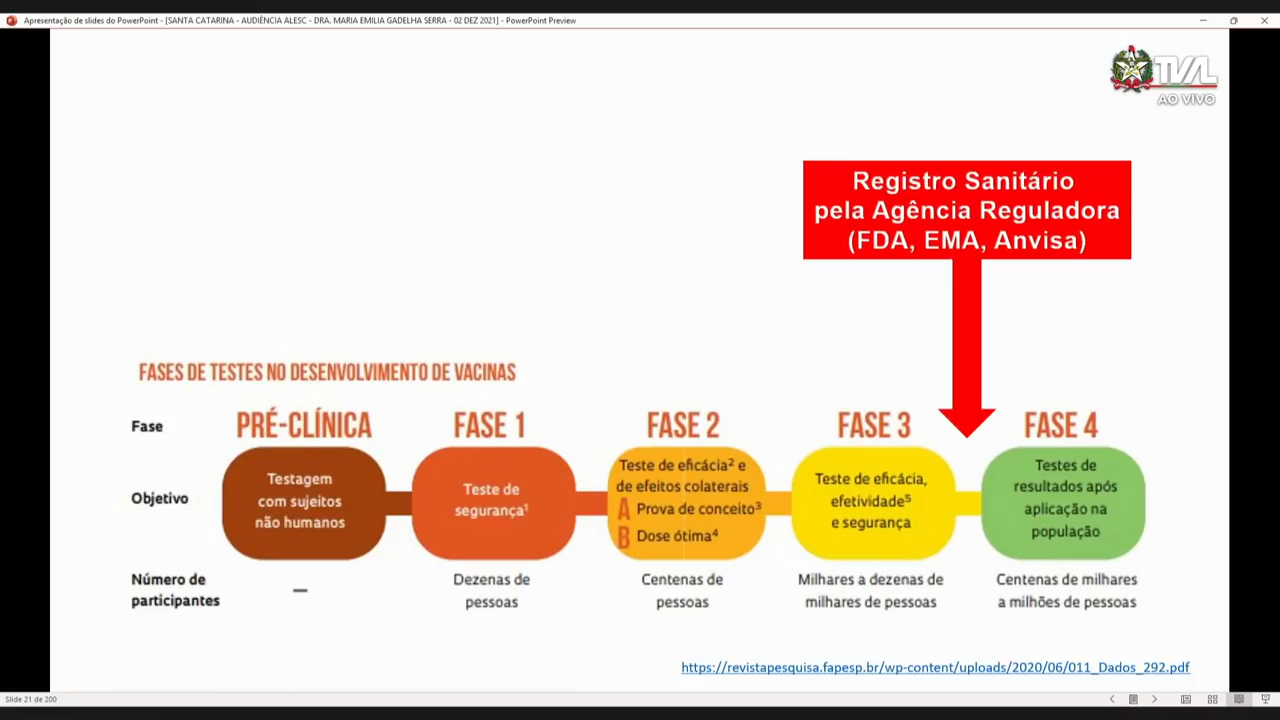 Apresentação de slides do PowerPoint - [SANTA CATARINA - AUDIÊNCIA ALESC - DRA. MARIA EMILIA GADELHA SERRA - 02 DEZ 2021] - PowerPoint Preview
TVAL
AO VIVO
Registro Sanitário
pela Agência Reguladora
(FDA, EMA, Anvisa)
FASES DE TESTES NO DESENVOLVIMENTO DE VACINAS
Fase
PRÉ-CLÍNICA
FASE 1
FASE 2
FASE 3
FASE 4
Objetivo
Testagem
com sujeitos
não humanos
Teste de
segurança¹
Teste de eficácia² e
de efeitos colaterais
A Prova de conceito³
B Dose ótima⁴
Teste de eficácia,
efetividade⁵
e segurança
Testes de
resultados após
aplicação na
população
Número de
participantes
—
Dezenas de
pessoas
Centenas de
pessoas
Milhares a dezenas de
milhares de pessoas
Centenas de milhares
a milhões de pessoas
https://revistapesquisa.fapesp.br/wp-content/uploads/2020/06/011_Dados_292.pdf
Slide 21 de 200